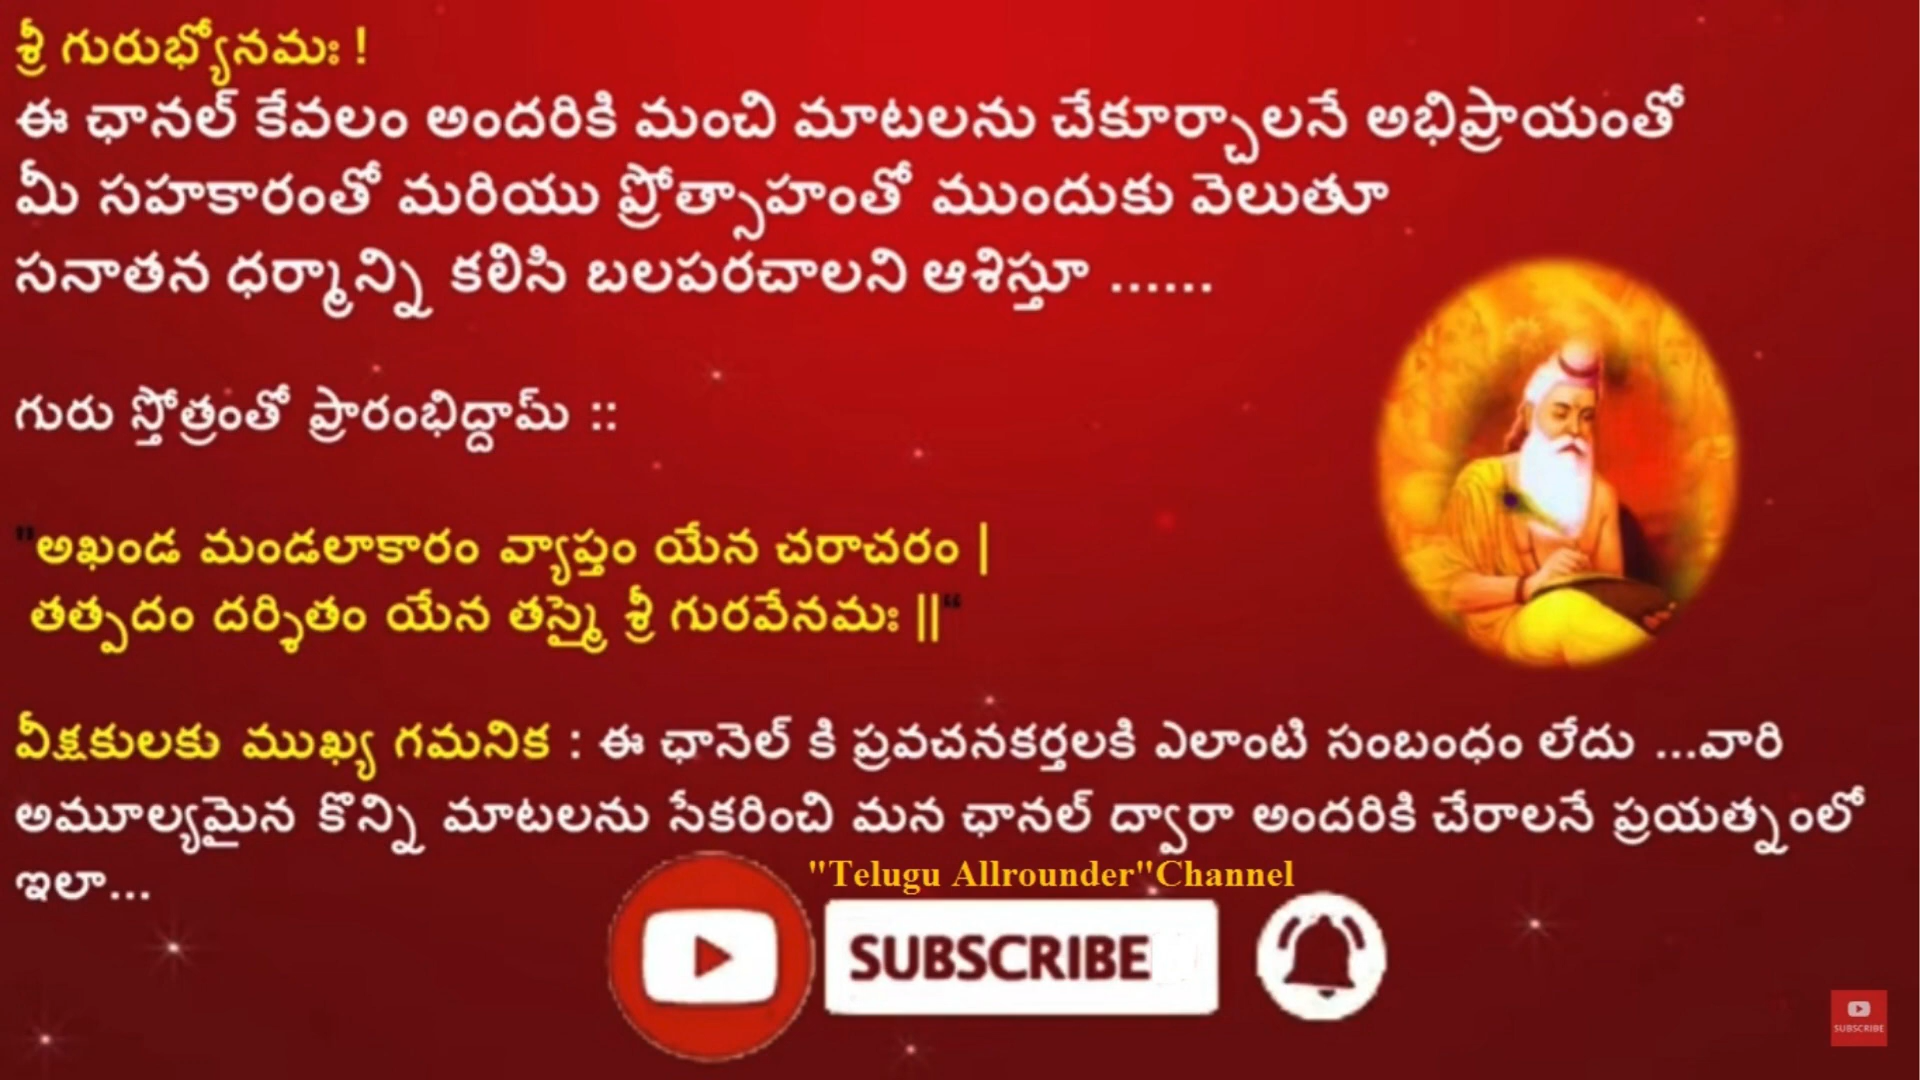 శ్రీ గురుభ్యోనమః !
ఈ ఛానల్ కేవలం అందరికి మంచి మాటలను చేకూర్చాలనే అభిప్రాయంతో
మీ సహకారంతో మరియు ప్రోత్సాహంతో ముందుకు వెలుతూ
సనాతన ధర్మాన్ని కలిసి బలపరచాలని ఆశిస్తూ ......
గురు స్తోత్రంతో ప్రారంభిద్దామ్ ::
"అఖండ మండలాకారం వ్యాప్తం యేన చరాచరం |
తత్పదం దర్శితం యేన తస్మై శ్రీ గురవేనమః ||“
వీక్షకులకు ముఖ్య గమనిక : ఈ ఛానెల్ కి ప్రవచనకర్తలకి ఎలాంటి సంబంధం లేదు ...వారి
అమూల్యమైన కొన్ని మాటలను సేకరించి మన ఛానల్ ద్వారా అందరికి చేరాలనే ప్రయత్నంలో
ఇలా...
"Telugu Allrounder"Channel
SUBSCRIBE
SUBSCRIBE